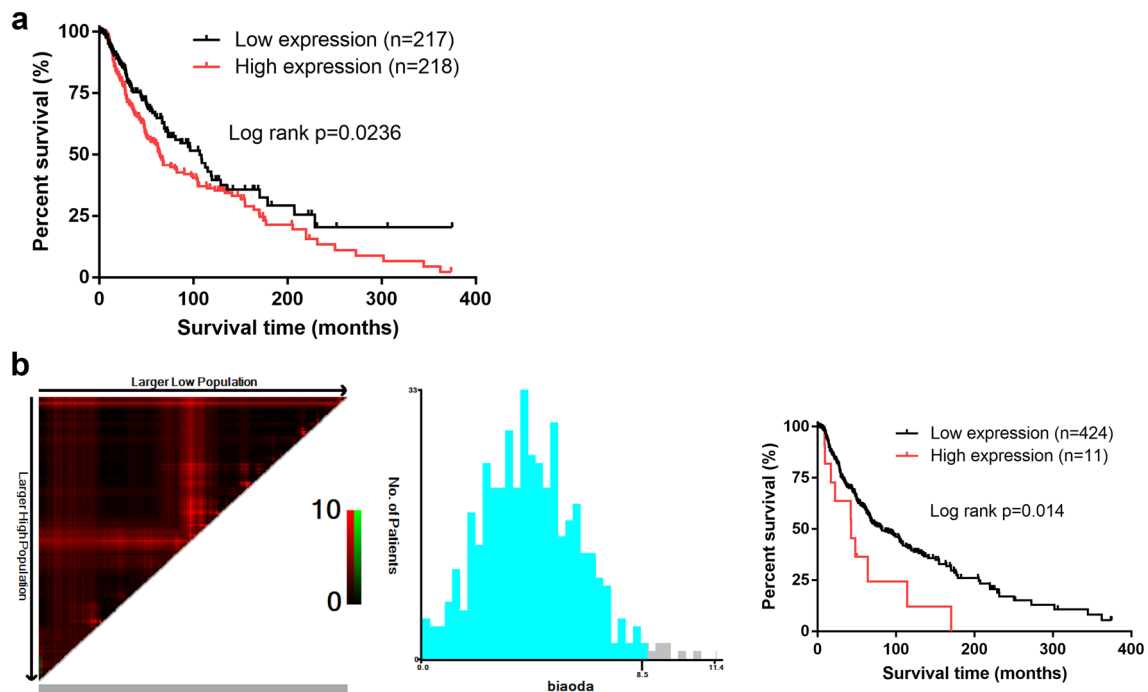 a
100
75
50
25
0
Percent survival (%)
Low expression (n=217)
High expression (n=218)
Log rank p=0.0236
0 100 200 300 400
Survival time (months)
b
Larger Low Population
Larger High Population
10
0
33
0
No. of Patients
0.0 8.5 11.4
biaoda
100
75
50
25
0
Percent survival (%)
Low expression (n=424)
High expression (n=11)
Log rank p=0.014
0 100 200 300 400
Survival time (months)